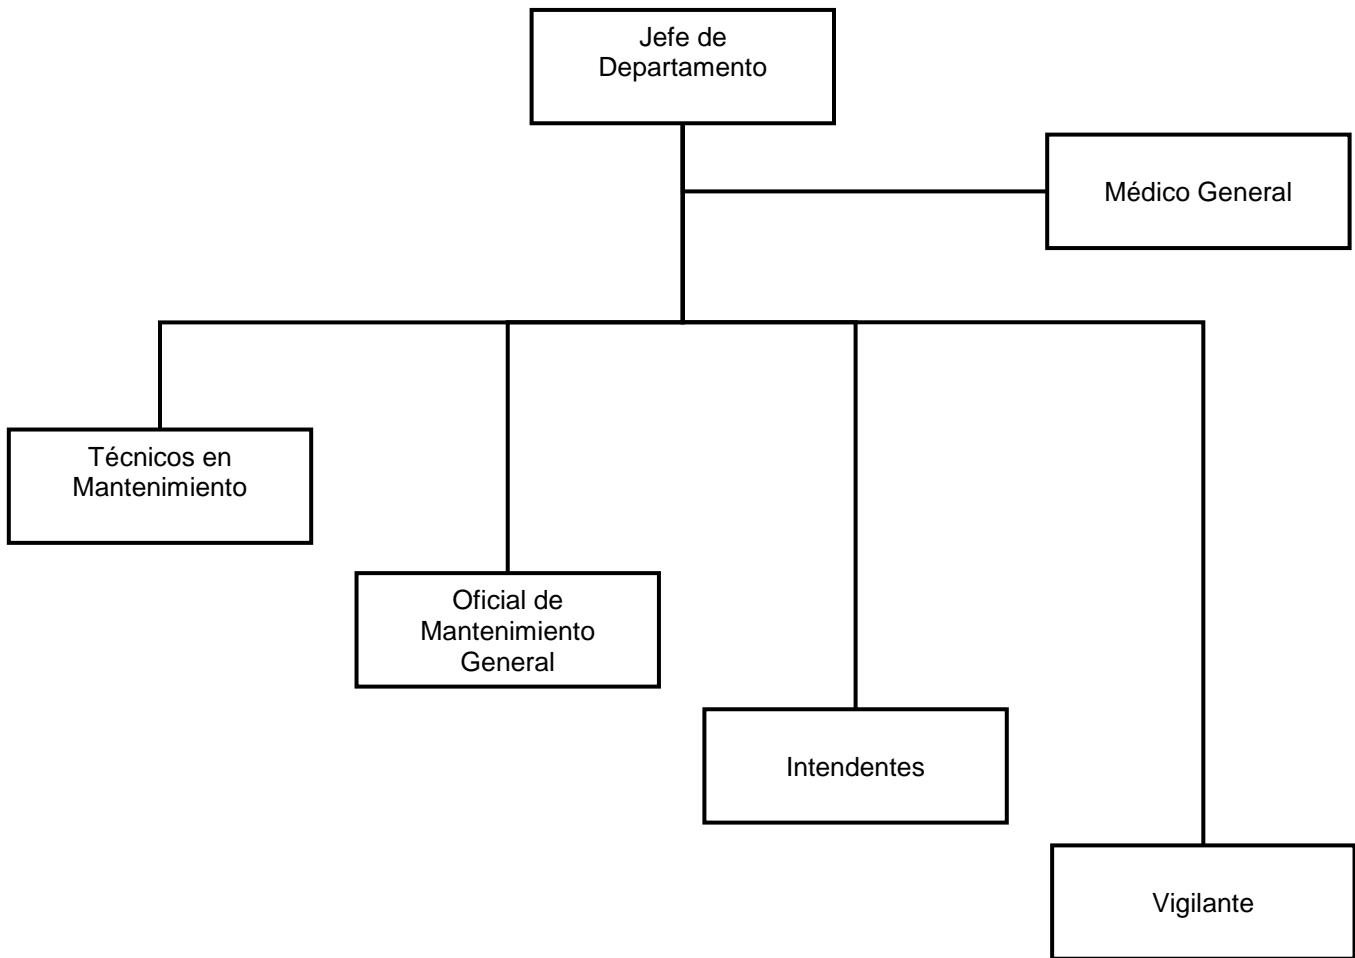 Jefe de
Departamento
Médico General
Técnicos en
Mantenimiento
Oficial de
Mantenimiento
General
Intendentes
Vigilante